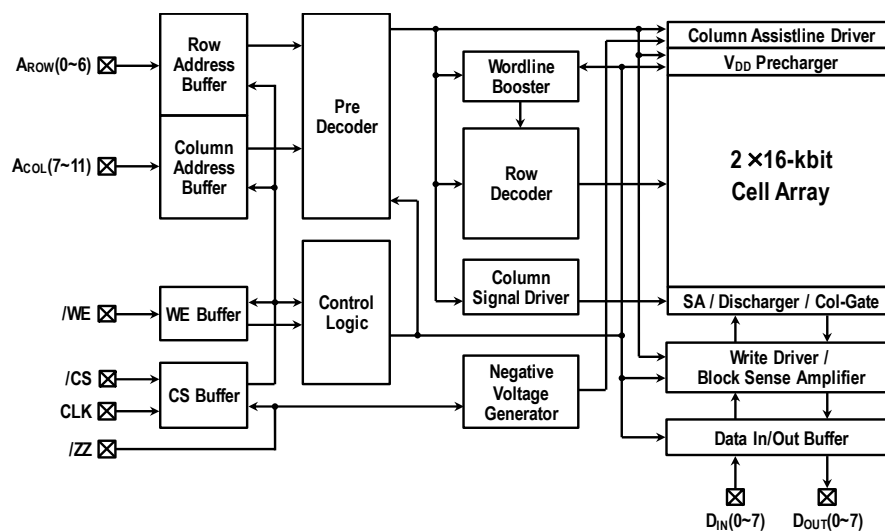 Row
Address
Buffer
Column
Address
Buffer
Pre
Decoder
Wordline
Booster
Row
Decoder
Column
Signal Driver
Negative
Voltage
Generator
Control
Logic
WE Buffer
CS Buffer
AROW(0~6)
ACOL(7~11)
/WE
/CS
CLK
/ZZ
Column Assistline Driver
VDD Precharger
2 ×16-kbit
Cell Array
SA / Discharger / Col-Gate
Write Driver /
Block Sense Amplifier
Data In/Out Buffer
DIN(0~7)
DOUT(0~7)